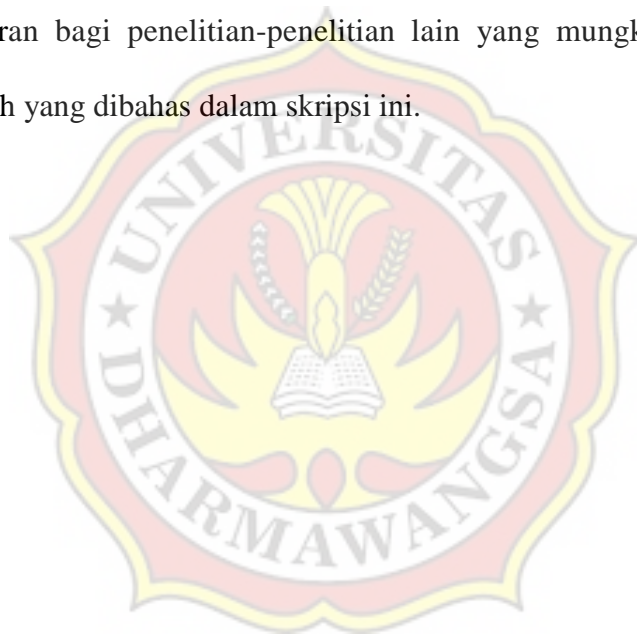 ran bagi penelitian-penelitian lain yang mungk
h yang dibahas dalam skripsi ini.
UNIVERSITAS
DHARMAWANGSA